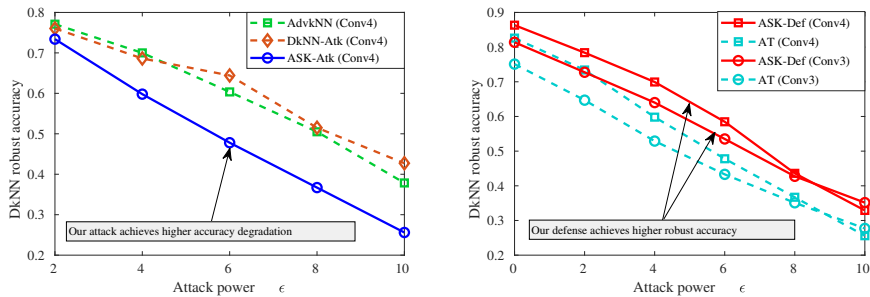 AdvkNN (Conv4)
DkNN-Atk (Conv4)
ASK-Atk (Conv4)
0.8
0.7
0.6
0.5
0.4
0.3
0.2
DkNN robust accuracy
Our attack achieves higher accuracy degradation
2
4
6
8
10
Attack power ϵ
ASK-Def (Conv4)
AT (Conv4)
ASK-Def (Conv3)
AT (Conv3)
0.9
0.8
0.7
0.6
0.5
0.4
0.3
0.2
DkNN robust accuracy
Our defense achieves higher robust accuracy
0
2
4
6
8
10
Attack power ϵ